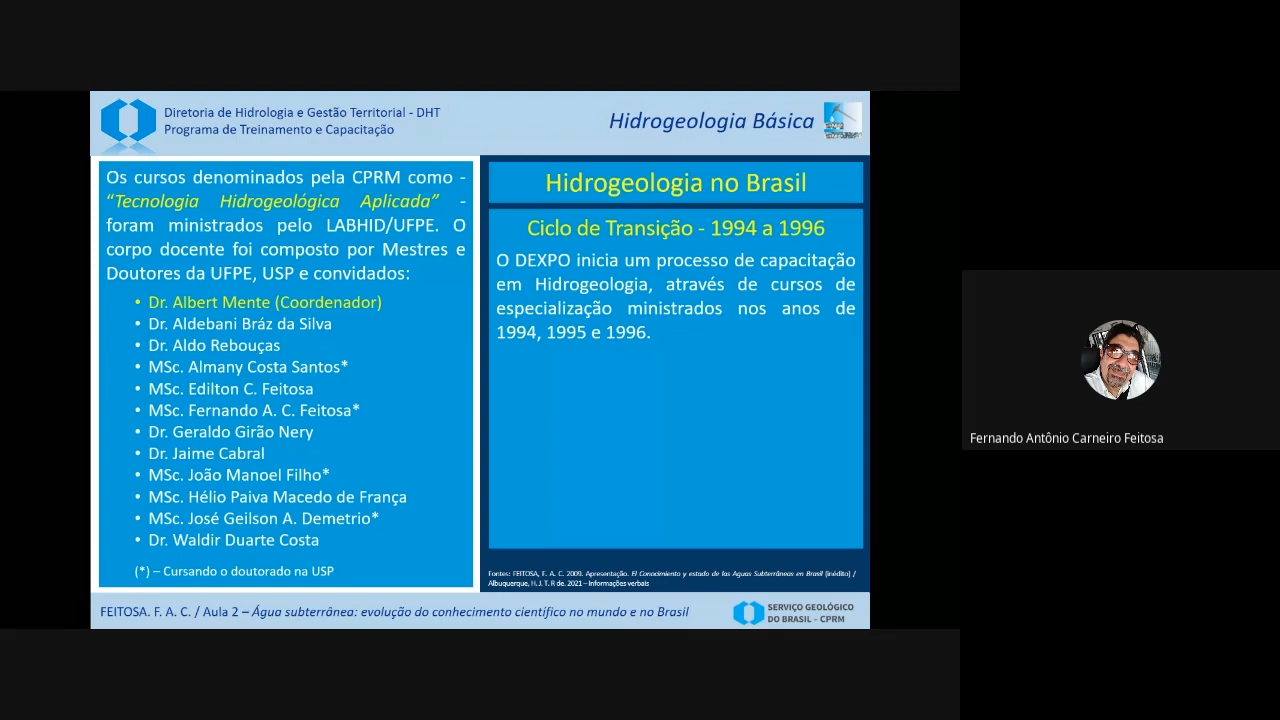 Diretoria de Hidrologia e Gestão Territorial - DHT
Programa de Treinamento e Capacitação
Hidrogeologia Básica
Os cursos denominados pela CPRM como -
“Tecnologia Hidrogeológica Aplicada” -
foram ministrados pelo LABHID/UFPE. O
corpo docente foi composto por Mestres e
Doutores da UFPE, USP e convidados:
• Dr. Albert Mente (Coordenador)
• Dr. Aldebani Bráz da Silva
• Dr. Aldo Rebouças
• MSc. Almany Costa Santos*
• MSc. Edilton C. Feitosa
• MSc. Fernando A. C. Feitosa*
• Dr. Geraldo Girão Nery
• Dr. Jaime Cabral
• MSc. João Manoel Filho*
• MSc. Hélio Paiva Macedo de França
• MSc. José Geilson A. Demetrio*
• Dr. Waldir Duarte Costa
(*) – Cursando o doutorado na USP
Hidrogeologia no Brasil
Ciclo de Transição - 1994 a 1996
O DEXPO inicia um processo de capacitação
em Hidrogeologia, através de cursos de
especialização ministrados nos anos de
1994, 1995 e 1996.
Fontes: FEITOSA, F. A. C. 2009. Apresentação. El Conocimiento y estado de las Aguas Subterrâneas en Brasil (inédito) /
Albuquerque, H. J. T. R de. 2021 – Informações verbais
FEITOSA. F. A. C. / Aula 2 – Água subterrânea: evolução do conhecimento científico no mundo e no Brasil
SERVIÇO GEOLÓGICO
DO BRASIL – CPRM
Fernando Antônio Carneiro Feitosa